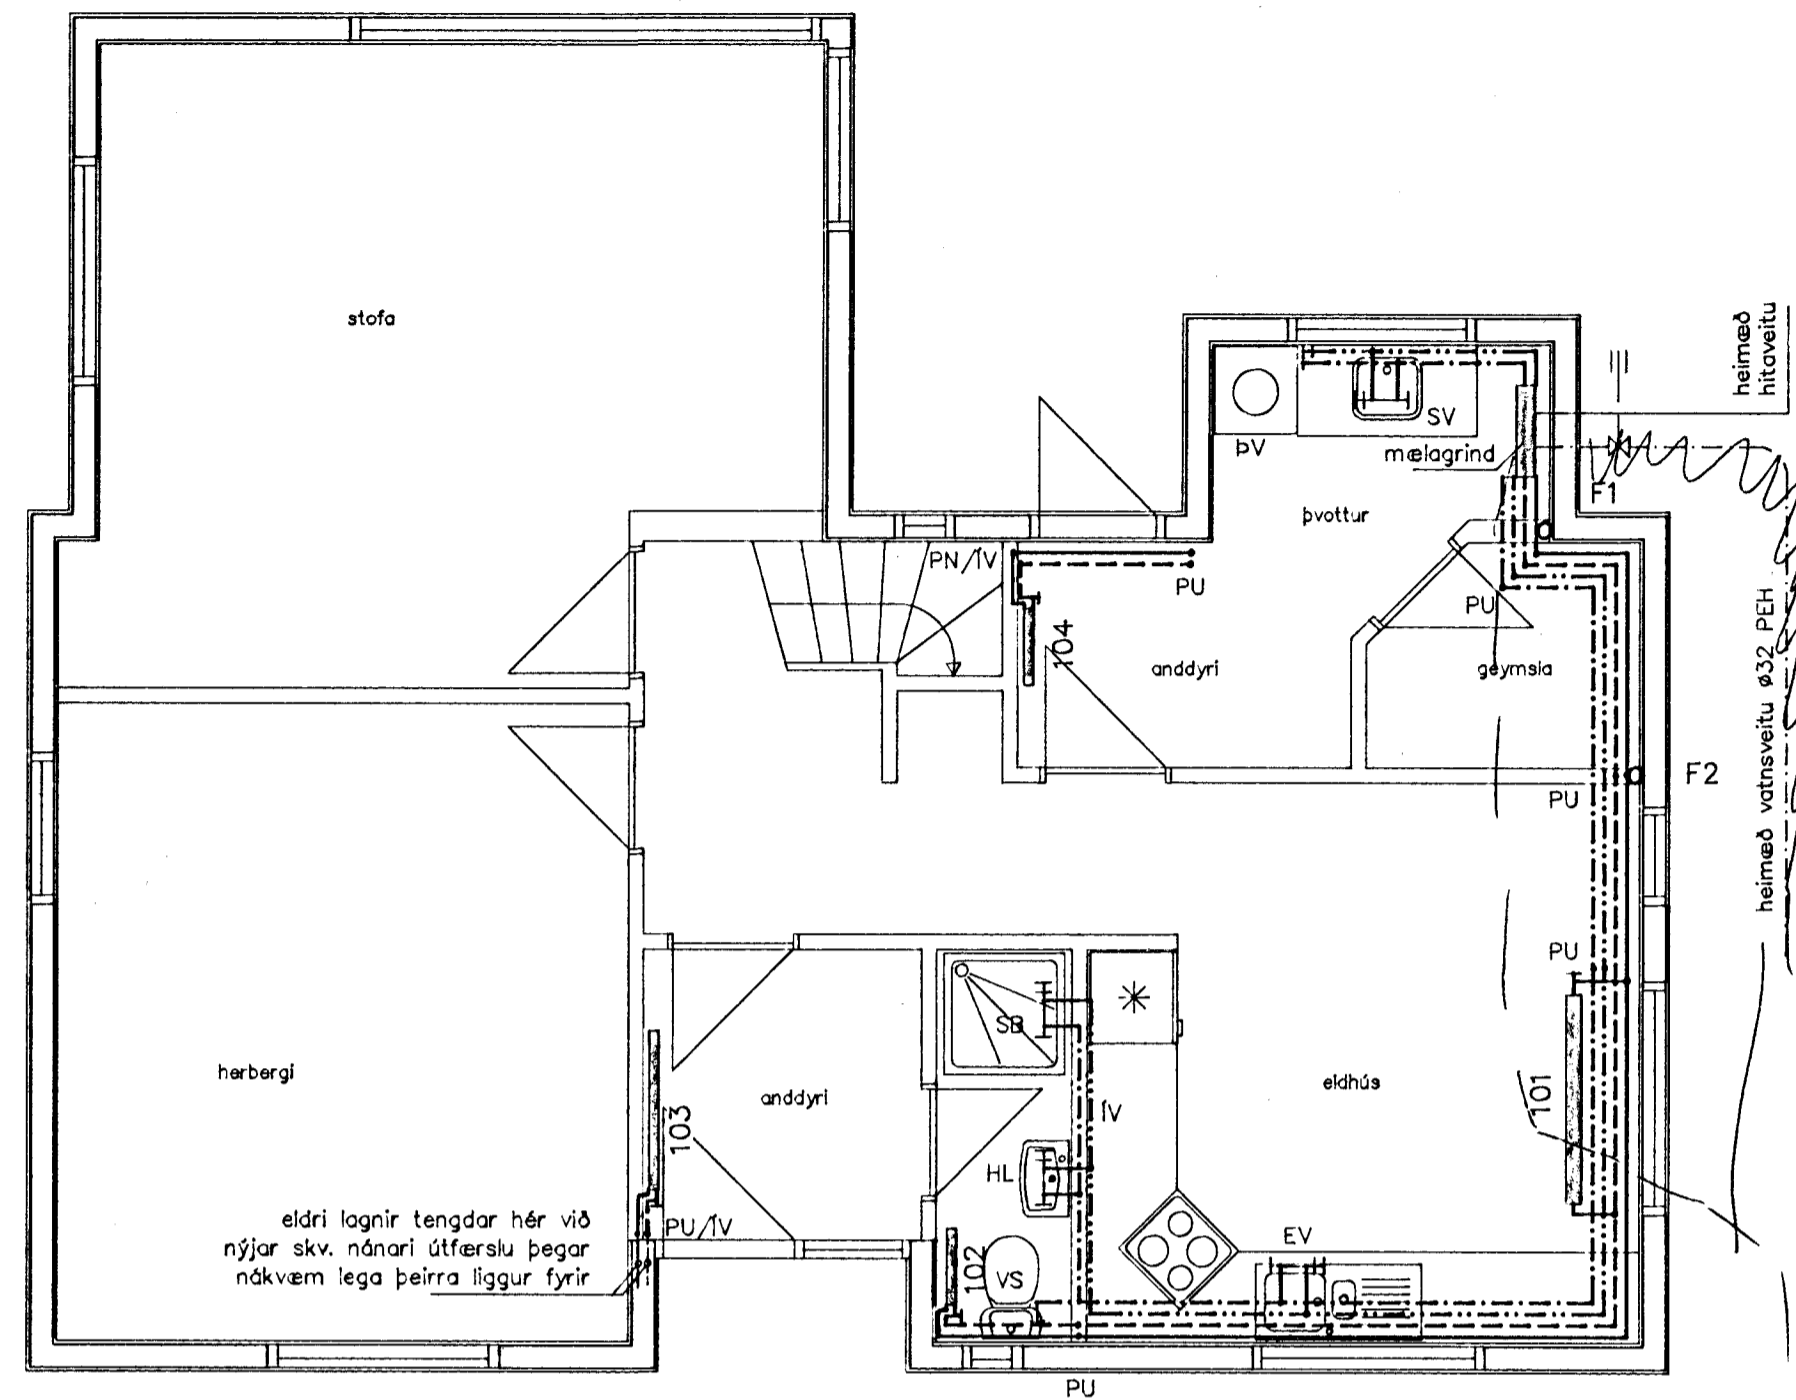 stofa
heimæð
hitaveitu
SV
ÞV
mælagrind
F1
þvottur
PN/ÍV
PU
PU
104
anddyri
geymsla
heimæð vatnsveitu ø32 PEH
PU
F2
PU
SB
herbergi
anddyri
eldhús
101
ÍV
103
HL
eldri lagnir tengdar hér við
nýjar skv. nánari útfærslu þegar
nákvæm lega þeirra liggur fyrir
PU/ÍV
EV
102
VS
PU